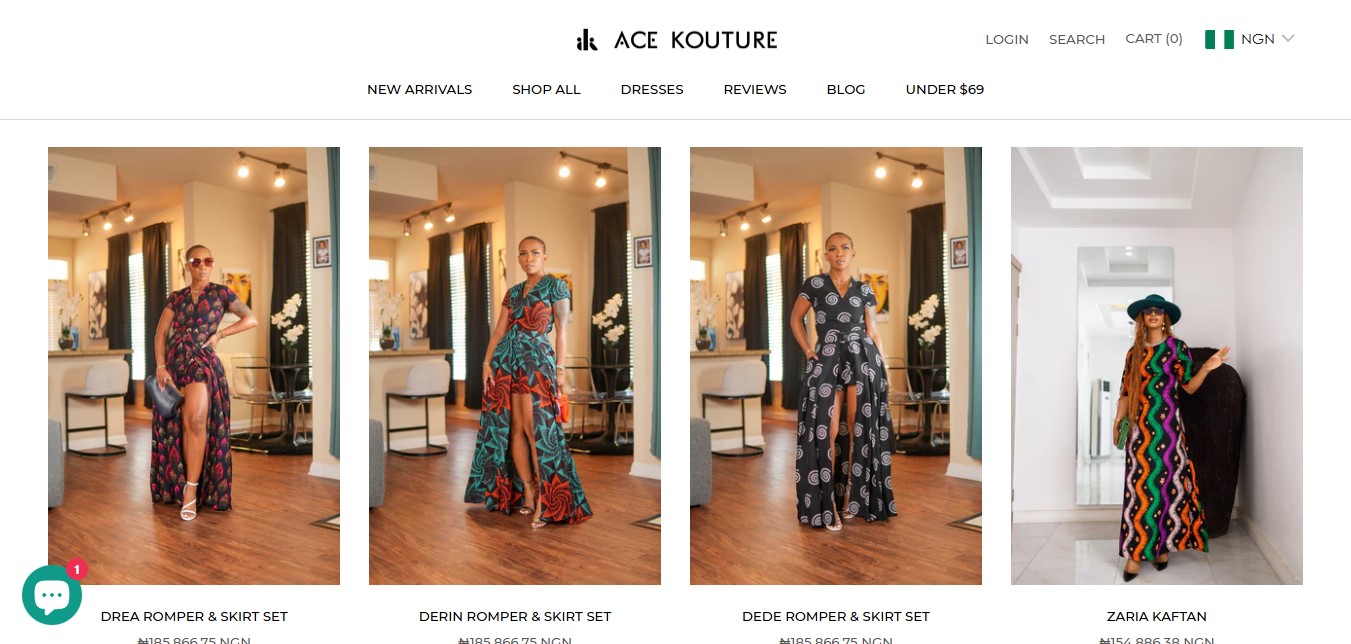 ACE KOUTURE
LOGIN SEARCH CART (0) NGN
NEW ARRIVALS SHOP ALL DRESSES REVIEWS BLOG UNDER $69
1
DREA ROMPER & SKIRT SET DERIN ROMPER & SKIRT SET DEDE ROMPER & SKIRT SET ZARIA KAFTAN
₦185,866.75 NGN ₦185,866.75 NGN ₦185,866.75 NGN ₦154,886.38 NGN